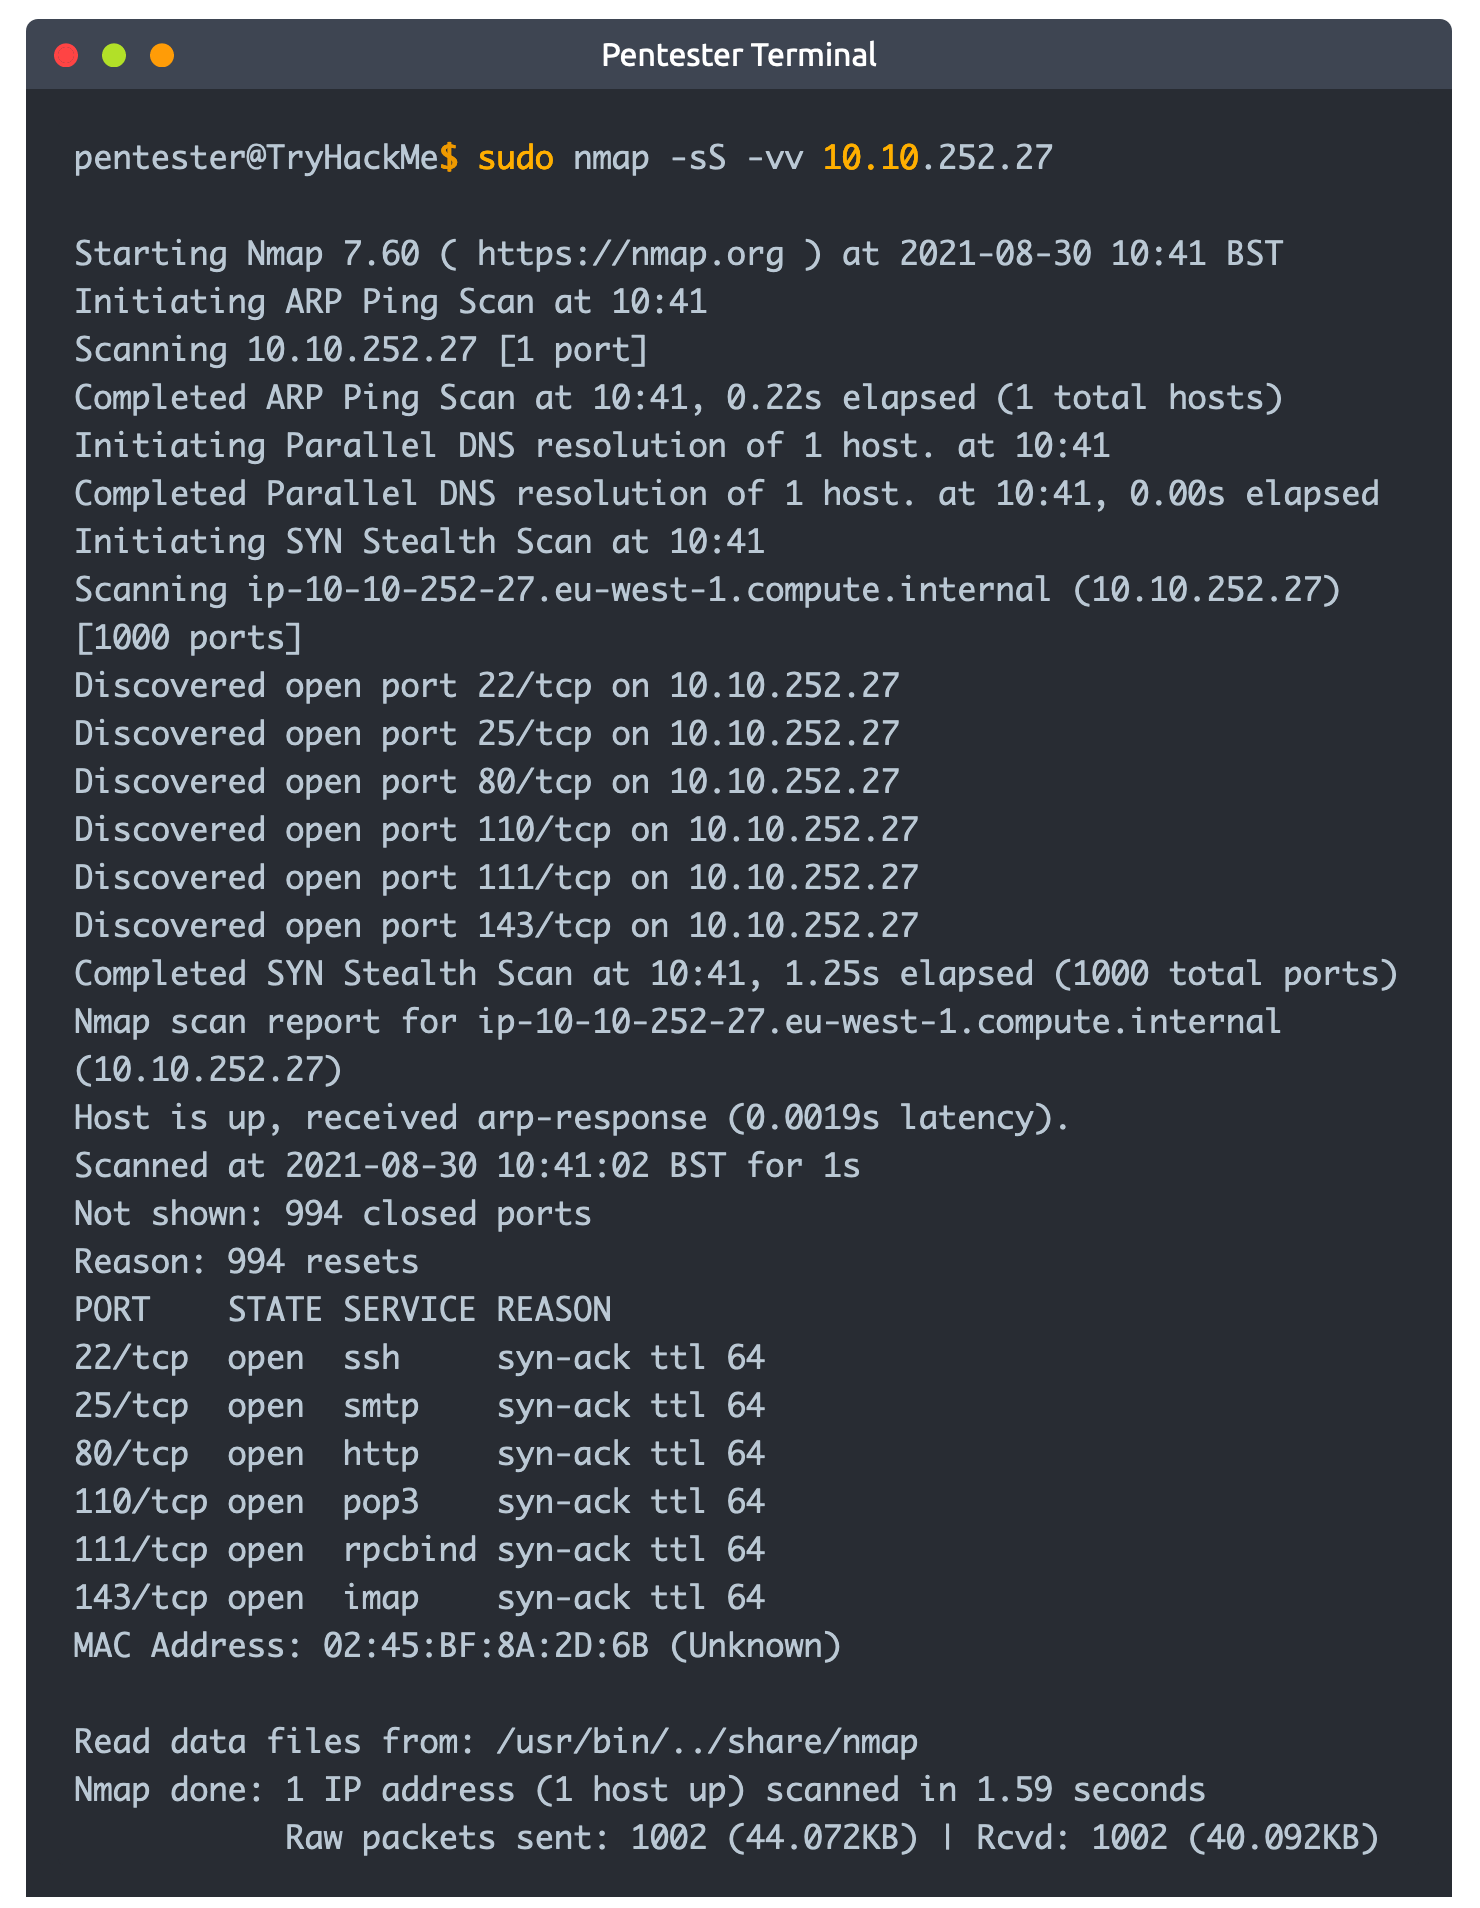 Pentester Terminal
pentester@TryHackMe$ sudo nmap -sS -vv 10.10.252.27
Starting Nmap 7.60 ( https://nmap.org ) at 2021-08-30 10:41 BST
Initiating ARP Ping Scan at 10:41
Scanning 10.10.252.27 [1 port]
Completed ARP Ping Scan at 10:41, 0.22s elapsed (1 total hosts)
Initiating Parallel DNS resolution of 1 host. at 10:41
Completed Parallel DNS resolution of 1 host. at 10:41, 0.00s elapsed
Initiating SYN Stealth Scan at 10:41
Scanning ip-10-10-252-27.eu-west-1.compute.internal (10.10.252.27)
[1000 ports]
Discovered open port 22/tcp on 10.10.252.27
Discovered open port 25/tcp on 10.10.252.27
Discovered open port 80/tcp on 10.10.252.27
Discovered open port 110/tcp on 10.10.252.27
Discovered open port 111/tcp on 10.10.252.27
Discovered open port 143/tcp on 10.10.252.27
Completed SYN Stealth Scan at 10:41, 1.25s elapsed (1000 total ports)
Nmap scan report for ip-10-10-252-27.eu-west-1.compute.internal
(10.10.252.27)
Host is up, received arp-response (0.0019s latency).
Scanned at 2021-08-30 10:41:02 BST for 1s
Not shown: 994 closed ports
Reason: 994 resets
PORT    STATE SERVICE REASON
22/tcp  open  ssh     syn-ack ttl 64
25/tcp  open  smtp    syn-ack ttl 64
80/tcp  open  http    syn-ack ttl 64
110/tcp open  pop3    syn-ack ttl 64
111/tcp open  rpcbind syn-ack ttl 64
143/tcp open  imap    syn-ack ttl 64
MAC Address: 02:45:BF:8A:2D:6B (Unknown)
Read data files from: /usr/bin/../share/nmap
Nmap done: 1 IP address (1 host up) scanned in 1.59 seconds
           Raw packets sent: 1002 (44.072KB) | Rcvd: 1002 (40.092KB)